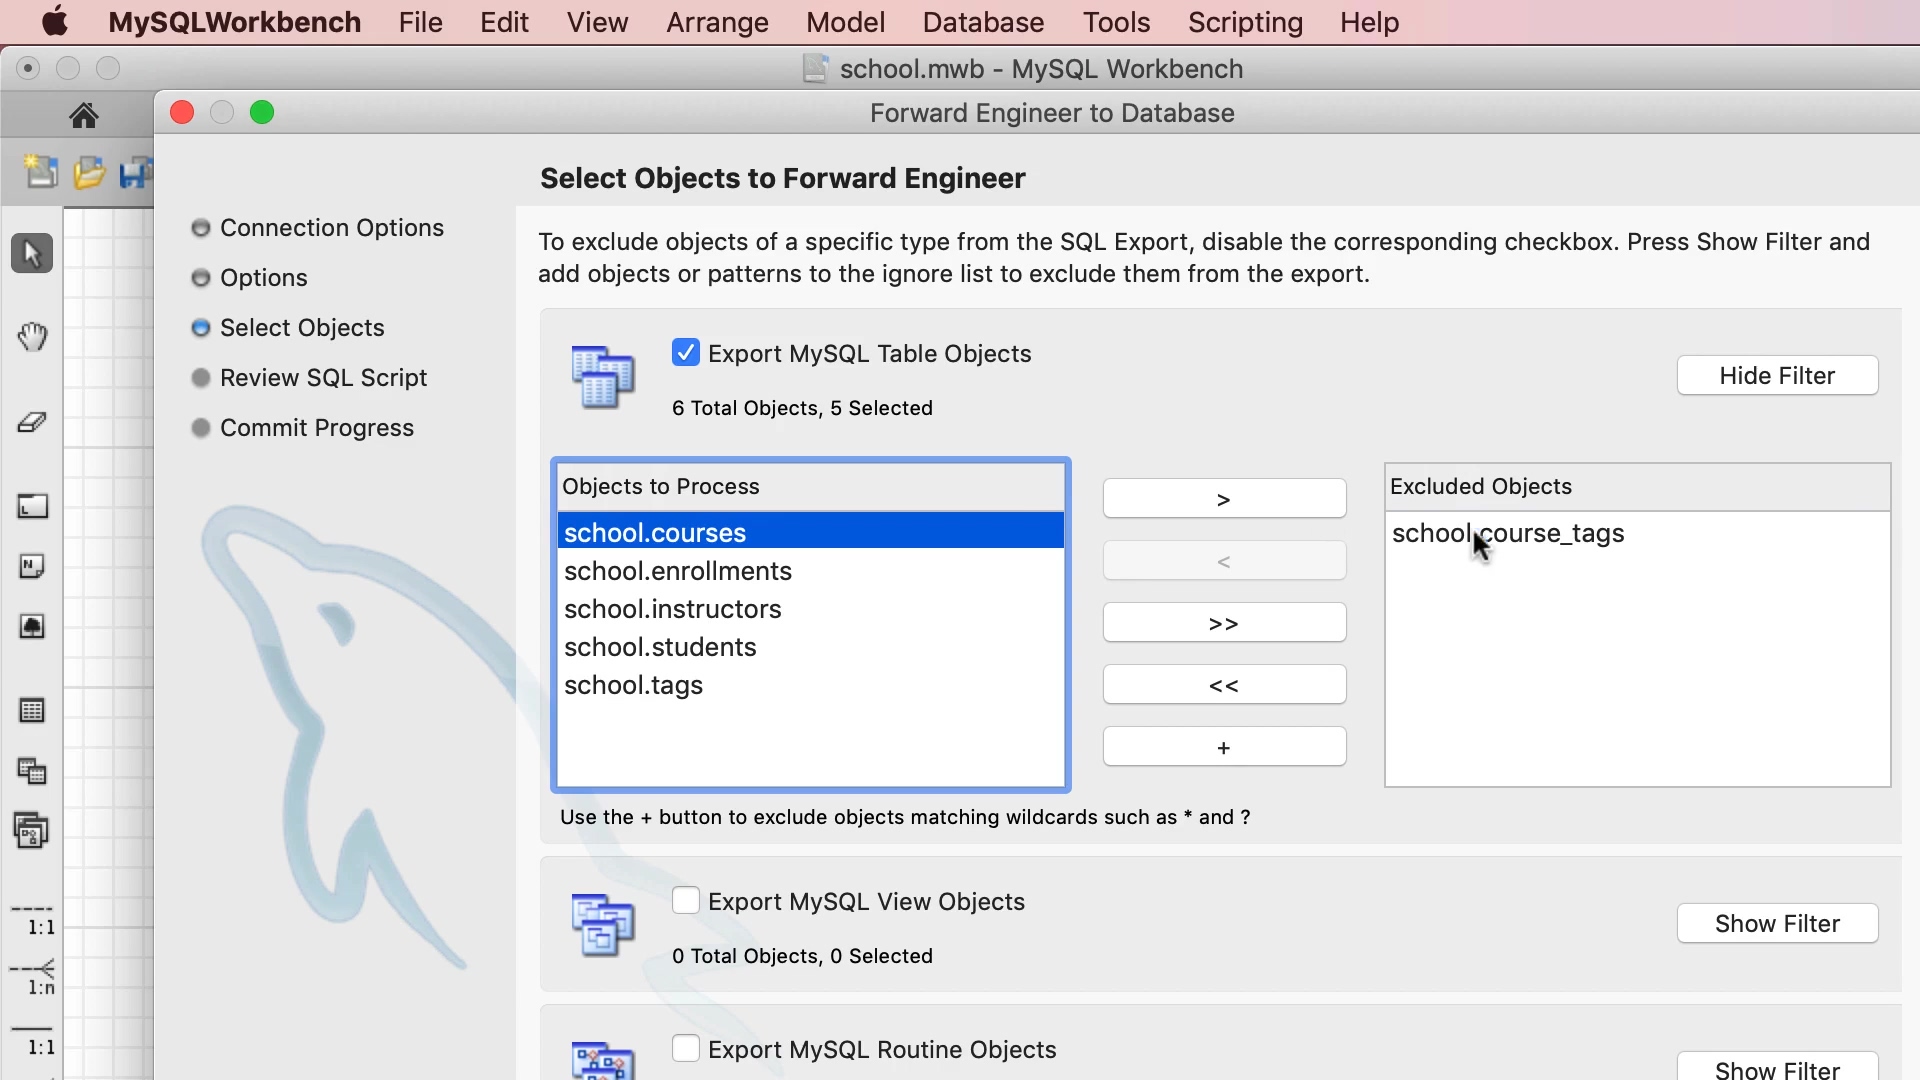 MySQLWorkbench File Edit View Arrange Model Database Tools Scripting Help
school.mwb - MySQL Workbench
Forward Engineer to Database
Select Objects to Forward Engineer
Connection Options
Options
Select Objects
Review SQL Script
Commit Progress
To exclude objects of a specific type from the SQL Export, disable the corresponding checkbox. Press Show Filter and
add objects or patterns to the ignore list to exclude them from the export.
Export MySQL Table Objects
6 Total Objects, 5 Selected
Hide Filter
Objects to Process
school.courses
school.enrollments
school.instructors
school.students
school.tags
>
<
>>
<<
+
Excluded Objects
school.course_tags
Use the + button to exclude objects matching wildcards such as * and ?
Export MySQL View Objects
0 Total Objects, 0 Selected
Show Filter
Export MySQL Routine Objects
Show Filter
1:1
1:n
1:1